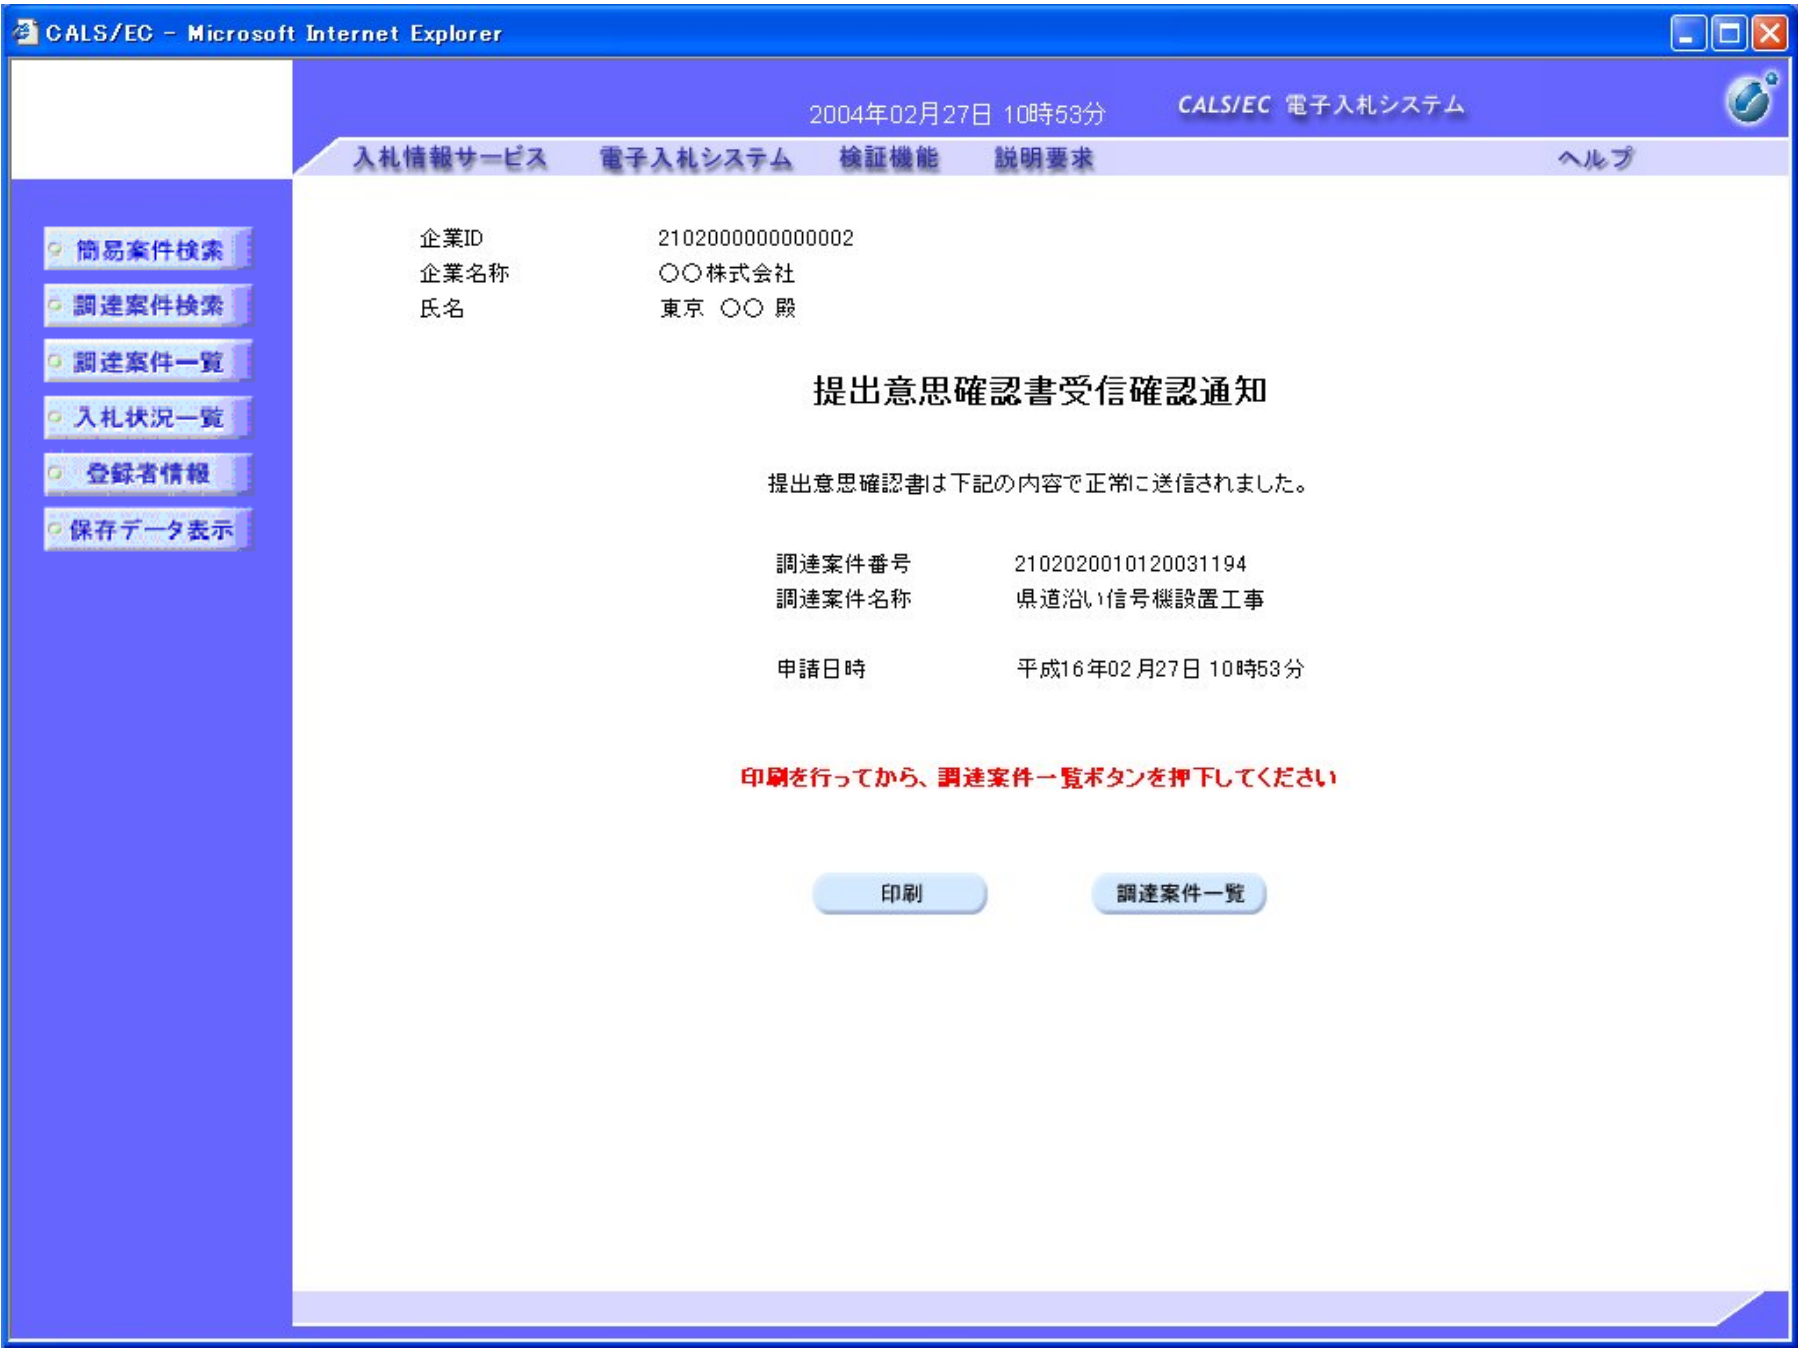 CALS/EC - Microsoft Internet Explorer
2004年02月27日 10時53分
CALS/EC 電子入札システム
入札情報サービス 電子入札システム 検証機能 説明要求 ヘルプ
簡易案件検索
調達案件検索
調達案件一覧
入札状況一覧
登録者情報
保存データ表示
企業ID 2102000000000002
企業名称 〇〇株式会社
氏名 東京 〇〇 殿
提出意思確認書受信確認通知
提出意思確認書は下記の内容で正常に送信されました。
調達案件番号 2102020010120031194
調達案件名称 県道沿い信号機設置工事
申請日時 平成16年02月27日 10時53分
印刷を行ってから、調達案件一覧ボタンを押下してください
印刷 調達案件一覧